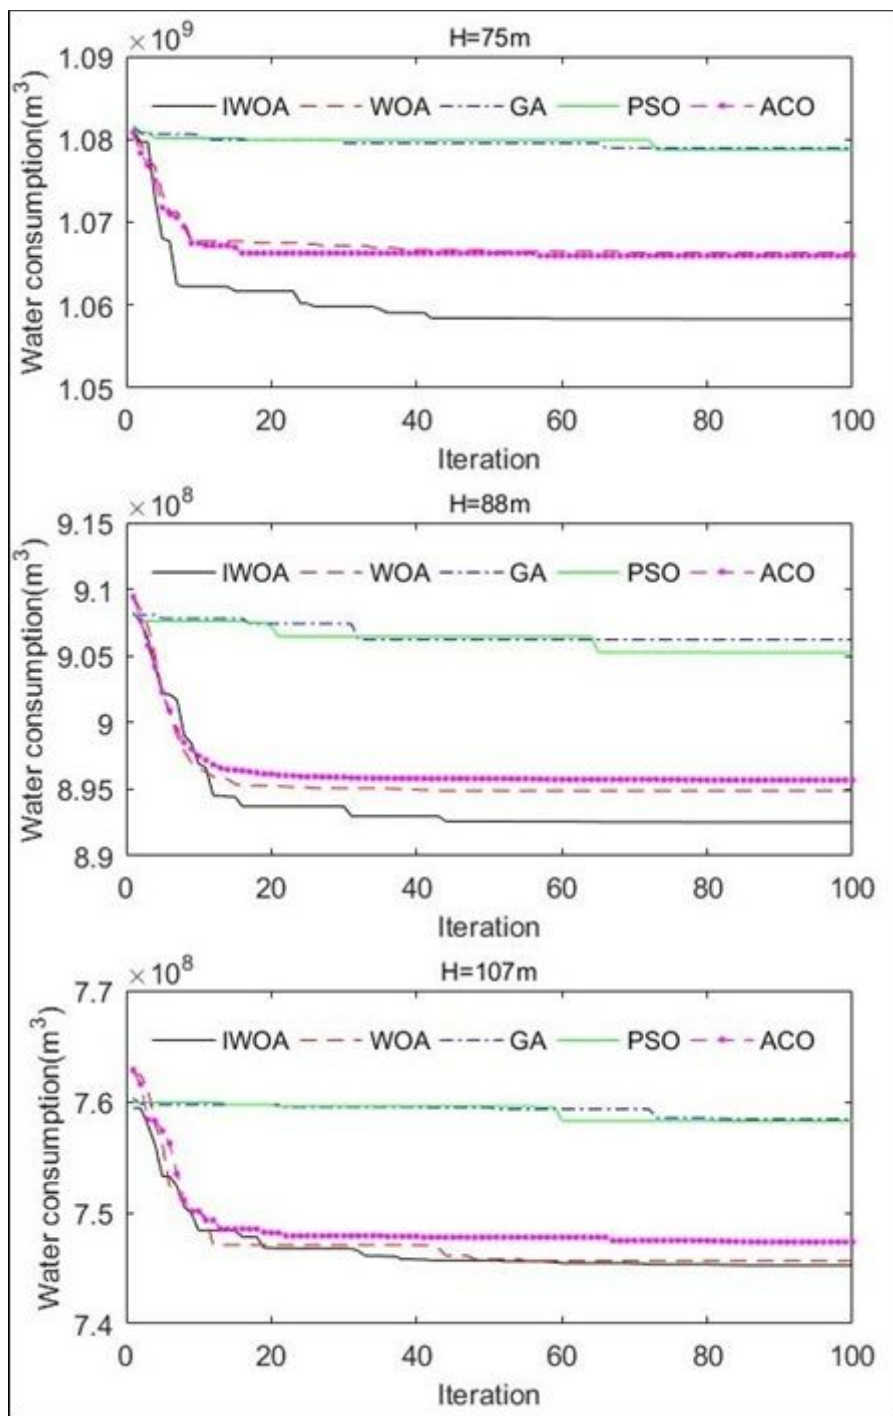 × 10^9
H=75m
1.09
IWOA WOA GA PSO ACO
1.08
1.07
1.06
1.05
Water consumption(m^3)
0 20 40 60 80 100
Iteration
× 10^8
H=88m
9.15
IWOA WOA GA PSO ACO
9.1
9.05
9
8.95
8.9
Water consumption(m^3)
0 20 40 60 80 100
Iteration
× 10^8
H=107m
7.7
IWOA WOA GA PSO ACO
7.6
7.5
7.4
Water consumption(m^3)
0 20 40 60 80 100
Iteration